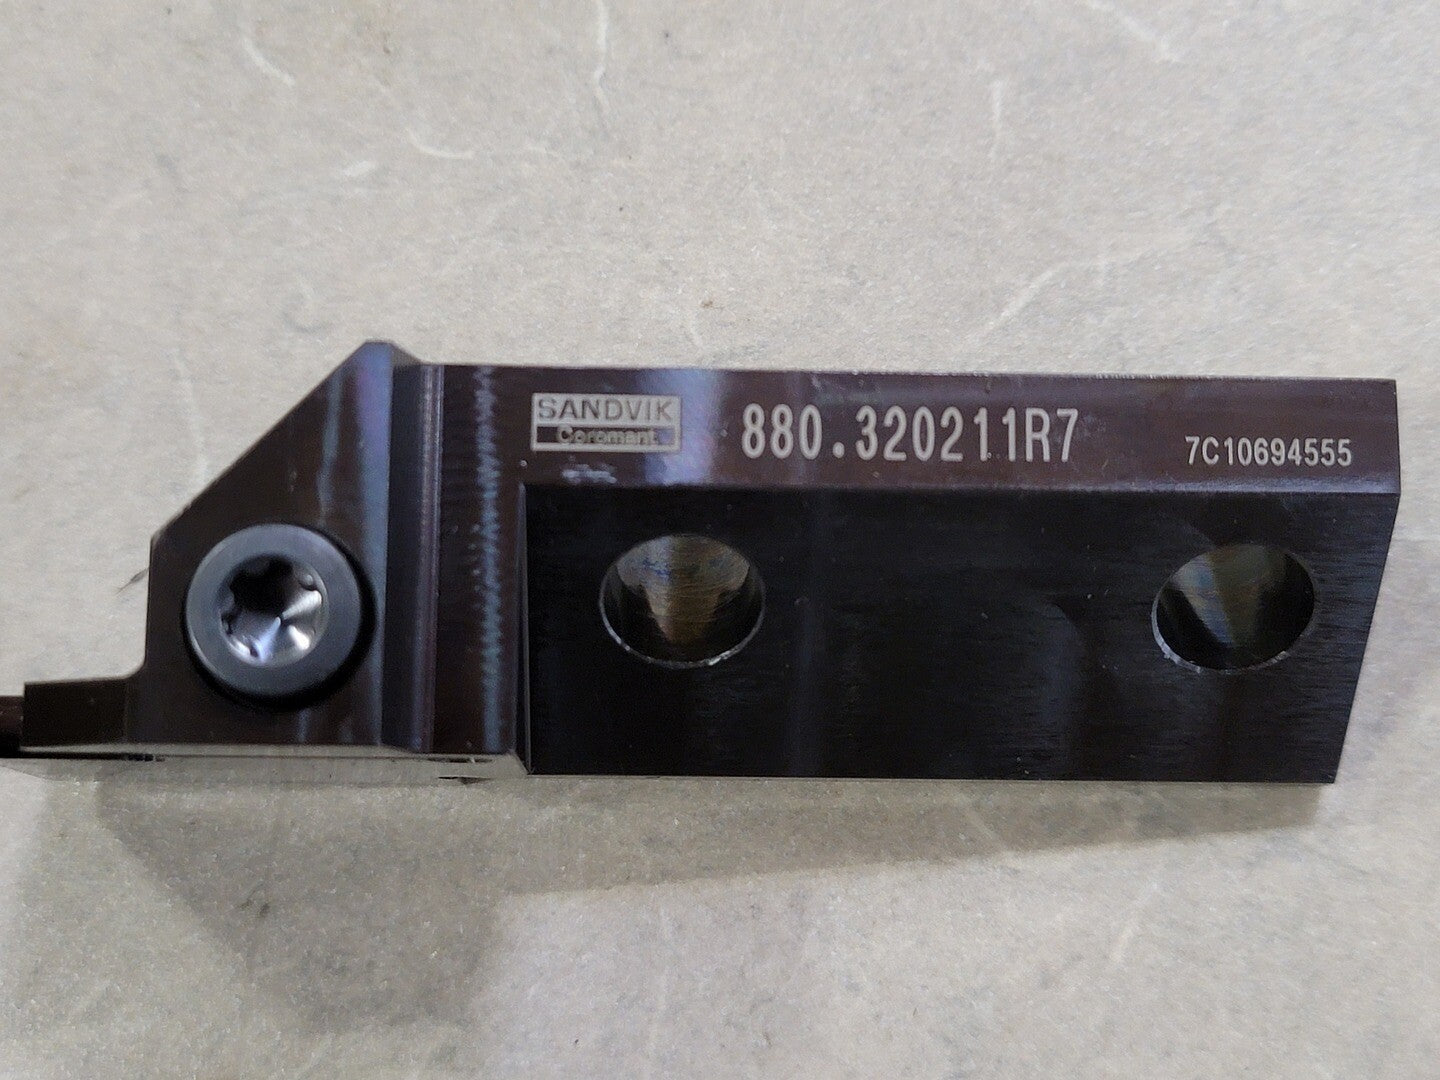 SANDVIK
Coromant
880.320211R7
7C10694555